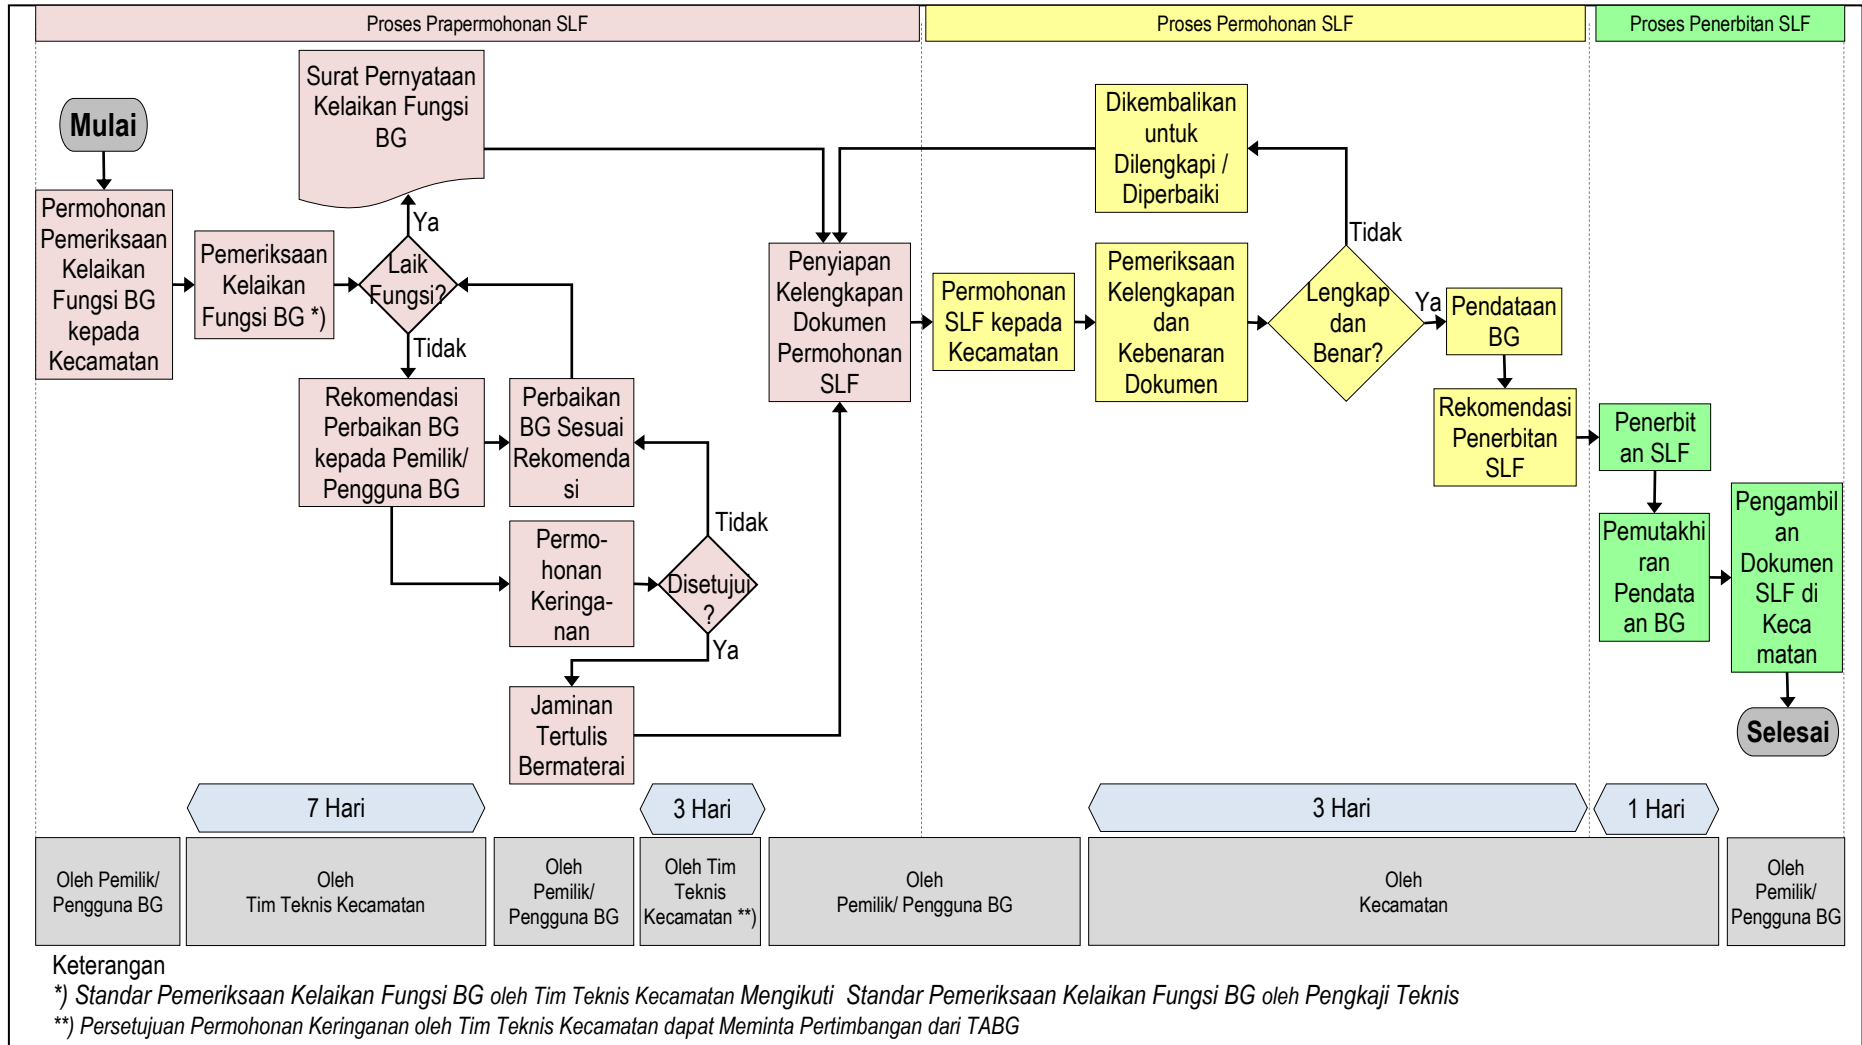 Proses Prapermohonan SLF
Proses Permohonan SLF
Proses Penerbitan SLF
Mulai
Permohonan
Pemeriksaan
Kelaikan
Fungsi BG
kepada
Kecamatan
Pemeriksaan
Kelaikan
Fungsi BG *)
Surat Pernyataan
Kelaikan Fungsi
BG
Ya
Laik
Fungsi?
Tidak
Rekomendasi
Perbaikan BG
kepada Pemilik/
Pengguna BG
Perbaikan
BG Sesuai
Rekomenda
si
Permo-
honan
Keringa-
nan
Tidak
Disetujui
?
Ya
Jaminan
Tertulis
Bermaterai
Penyiapan
Kelengkapan
Dokumen
Permohonan
SLF
Permohonan
SLF kepada
Kecamatan
Dikembalikan
untuk
Dilengkapi /
Diperbaiki
Pemeriksaan
Kelengkapan
dan
Kebenaran
Dokumen
Tidak
Lengkap
dan
Benar?
Ya
Pendataan
BG
Rekomendasi
Penerbitan
SLF
Penerbit
an SLF
Pemutakhi
ran
Pendata
an BG
Pengambil
an
Dokumen
SLF di
Keca
matan
Selesai
7 Hari
3 Hari
3 Hari
1 Hari
Oleh Pemilik/
Pengguna BG
Oleh
Tim Teknis Kecamatan
Oleh
Pemilik/
Pengguna BG
Oleh Tim
Teknis
Kecamatan **)
Oleh
Pemilik/ Pengguna BG
Oleh
Kecamatan
Oleh
Pemilik/
Pengguna BG
Keterangan
*) Standar Pemeriksaan Kelaikan Fungsi BG oleh Tim Teknis Kecamatan Mengikuti Standar Pemeriksaan Kelaikan Fungsi BG oleh Pengkaji Teknis
**) Persetujuan Permohonan Keringanan oleh Tim Teknis Kecamatan dapat Meminta Pertimbangan dari TABG